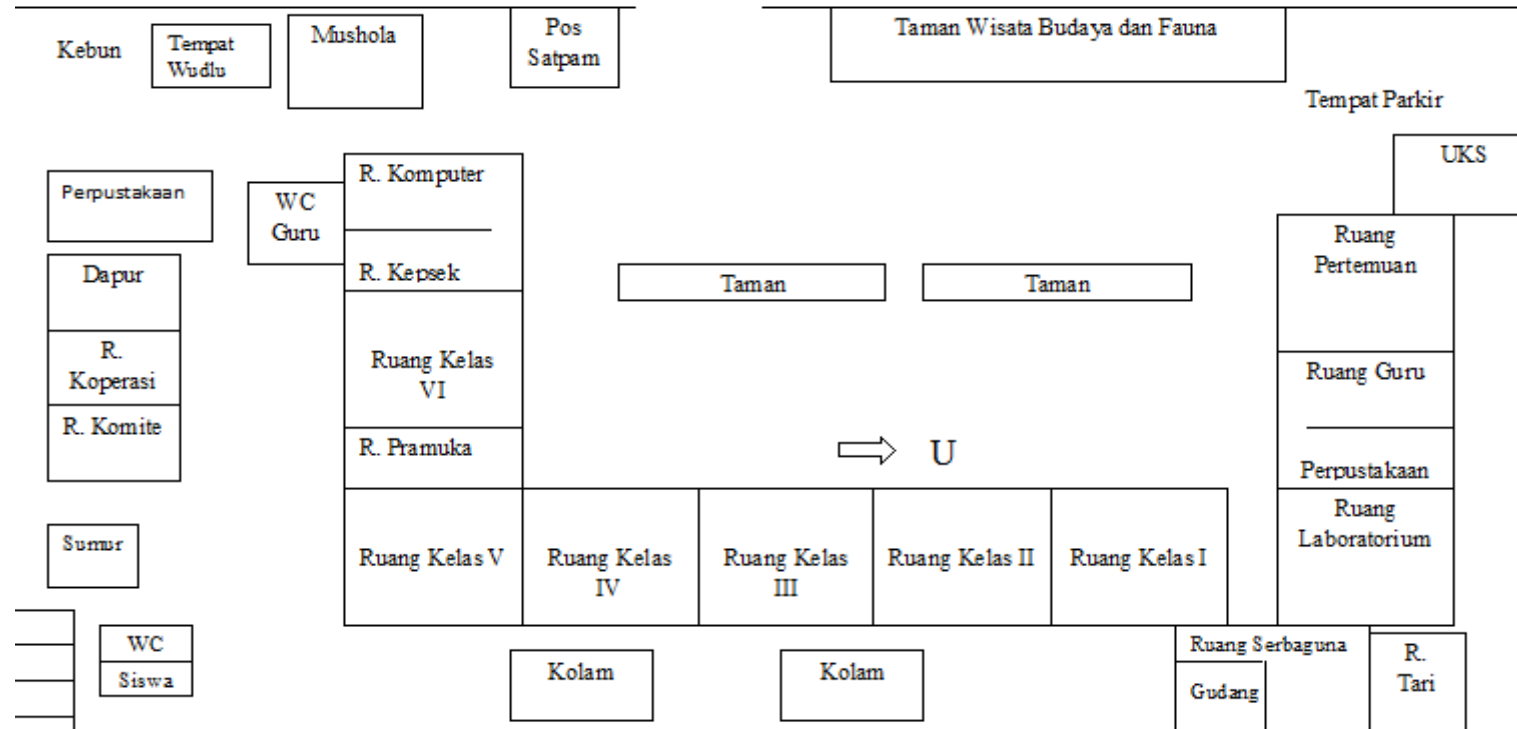 Kebun
Tempat
Wudlu
Mushola
Pos
Satpam
Taman Wisata Budaya dan Fauna
Tempat Parkir
UKS
Perpustakaan
WC
Guru
R. Komputer
R. Kepsek
Dapur
R.
Koperasi
R. Komite
Ruang Kelas
VI
R. Pramuka
Taman
Taman
U
Ruang
Pertemuan
Ruang Guru
Perpustakaan
Ruang
Laboratorium
Sumur
Ruang Kelas V
Ruang Kelas
IV
Ruang Kelas
III
Ruang Kelas II
Ruang Kelas I
WC
Siswa
Kolam
Kolam
Ruang Serbaguna
Gudang
R.
Tari